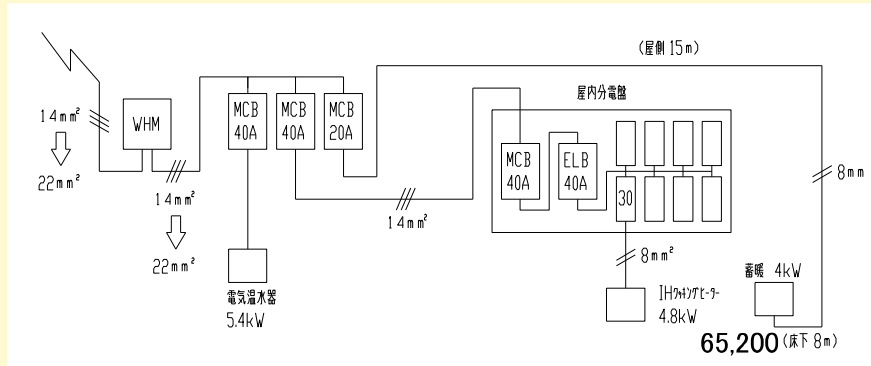 (屋側 15m)
屋内分電盤
14mm²
22mm²
WHM
14mm²
22mm²
MCB
40A
MCB
40A
MCB
20A
14mm²
MCB
40A
ELB
40A
30
8mm²
8mm
電気温水器
5.4kW
IHクッキングヒーター
4.8kW
蓄暖 4kW
65,200 (床下 8m)